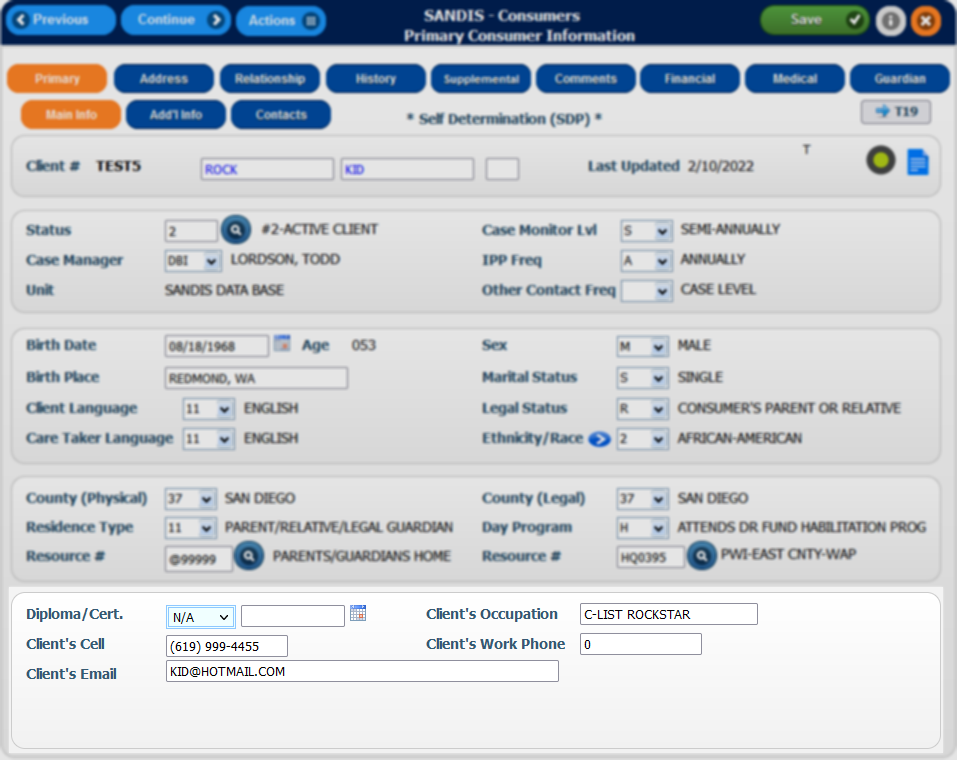 Previous Continue Actions SANDIS - Consumers Save
Primary Consumer Information
Primary Address Relationship History Supplemental Comments Financial Medical Guardian
Main Info Add'l Info Contacts * Self Determination (SDP) * T19
Client # TEST5 ROCK KID Last Updated 2/10/2022 T
Status 2 #2-ACTIVE CLIENT Case Monitor Lvl S SEMI-ANNUALLY
Case Manager DBI LORDSON, TODD IPP Freq A ANNUALLY
Unit SANDIS DATA BASE Other Contact Freq CASE LEVEL
Birth Date 08/18/1968 Age 053 Sex M MALE
Birth Place REDMOND, WA Marital Status S SINGLE
Client Language 11 ENGLISH Legal Status R CONSUMER'S PARENT OR RELATIVE
Care Taker Language 11 ENGLISH Ethnicity/Race 2 AFRICAN-AMERICAN
County (Physical) 37 SAN DIEGO County (Legal) 37 SAN DIEGO
Residence Type 11 PARENT/RELATIVE/LEGAL GUARDIAN Day Program H ATTENDS DR FUND HABILITATION PROG
Resource # @99999 PARENTS/GUARDIANS HOME Resource # HQ0395 PWI-EAST CNTY-WAP
Diploma/Cert. N/A Client's Occupation C-LIST ROCKSTAR
Client's Cell (619) 999-4455 Client's Work Phone 0
Client's Email KID@HOTMAIL.COM